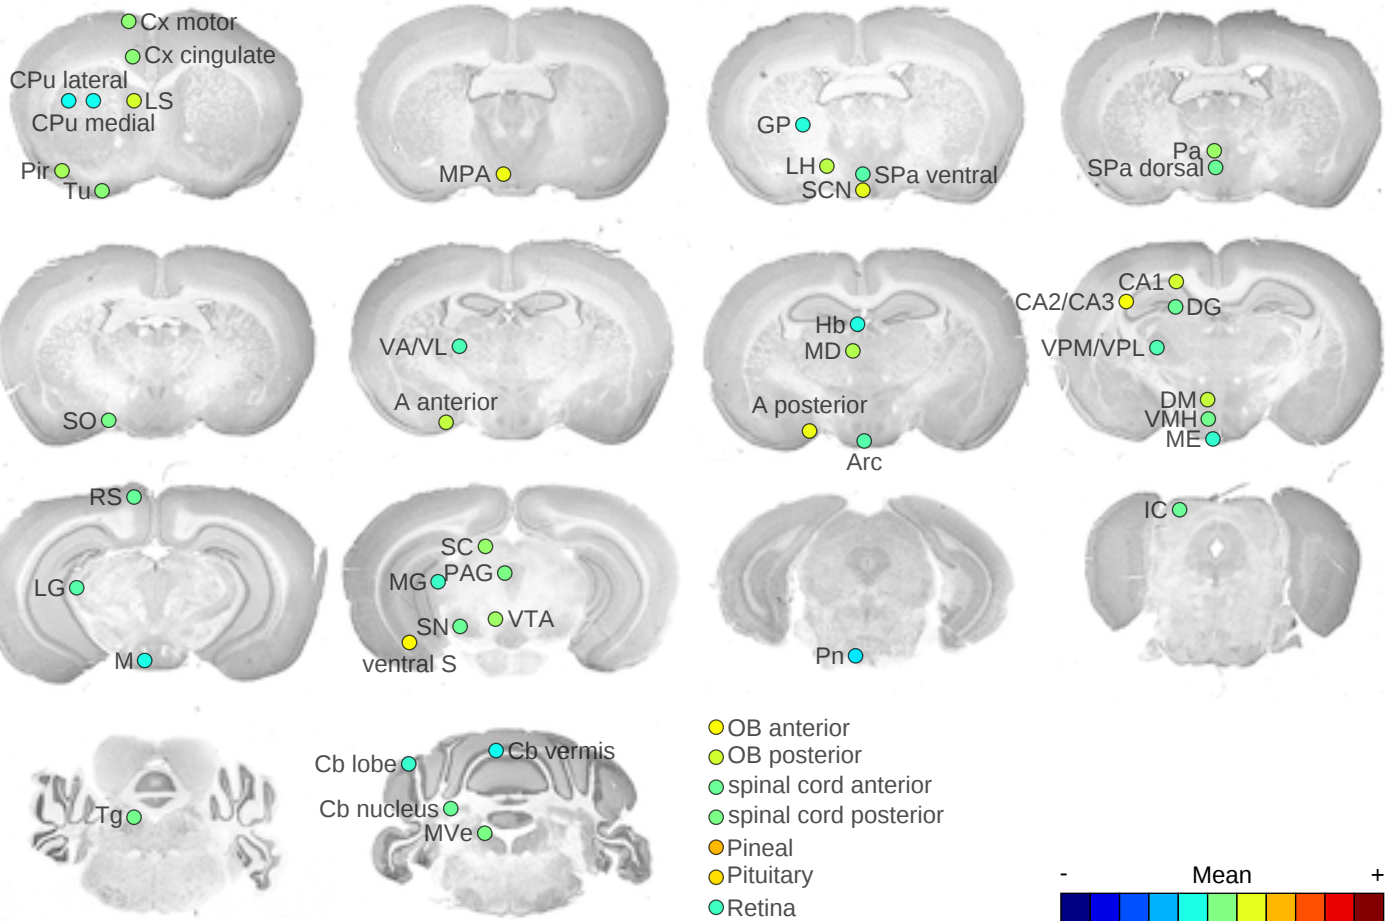 Cx motor
Cx cingulate
CPu lateral
LS
CPu medial
Pir
Tu
MPA
GP
LH
SPa ventral
SCN
Pa
SPa dorsal
SO
VA/VL
A anterior
Hb
MD
A posterior
Arc
CA1
CA2/CA3
DG
VPM/VPL
DM
VMH
ME
RS
LG
M
SC
MG
PAG
SN
VTA
ventral S
Pn
IC
Tg
Cb lobe
Cb vermis
Cb nucleus
MVe
OB anterior
OB posterior
spinal cord anterior
spinal cord posterior
Pineal
Pituitary
Retina
- Mean +